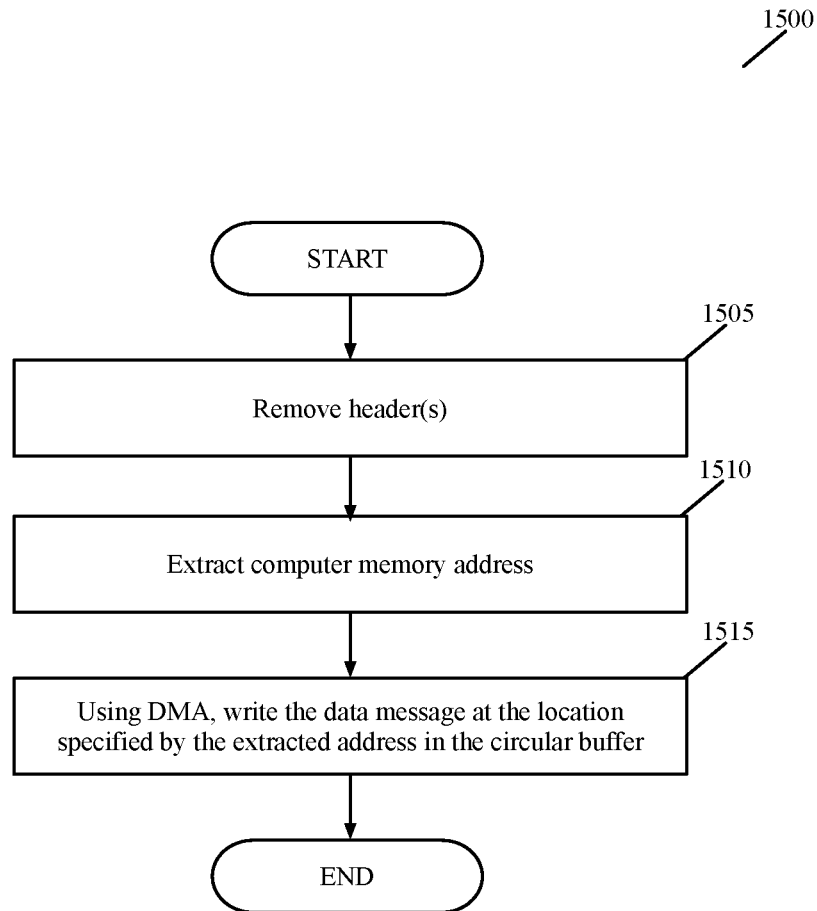 1500
START
1505
Remove header(s)
1510
Extract computer memory address
1515
Using DMA, write the data message at the location
specified by the extracted address in the circular buffer
END